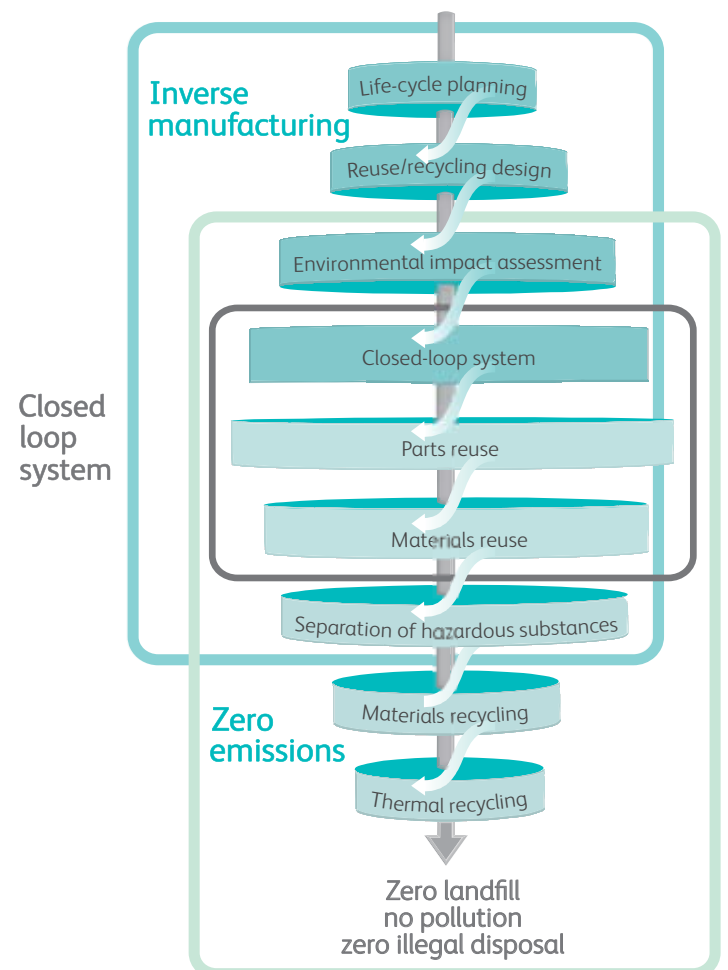 Inverse
manufacturing
Life-cycle planning
Reuse/recycling design
Environmental impact assessment
Closed
loop
system
Closed-loop system
Parts reuse
Materials reuse
Separation of hazardous substances
Zero
emissions
Materials recycling
Thermal recycling
Zero landfill
no pollution
zero illegal disposal